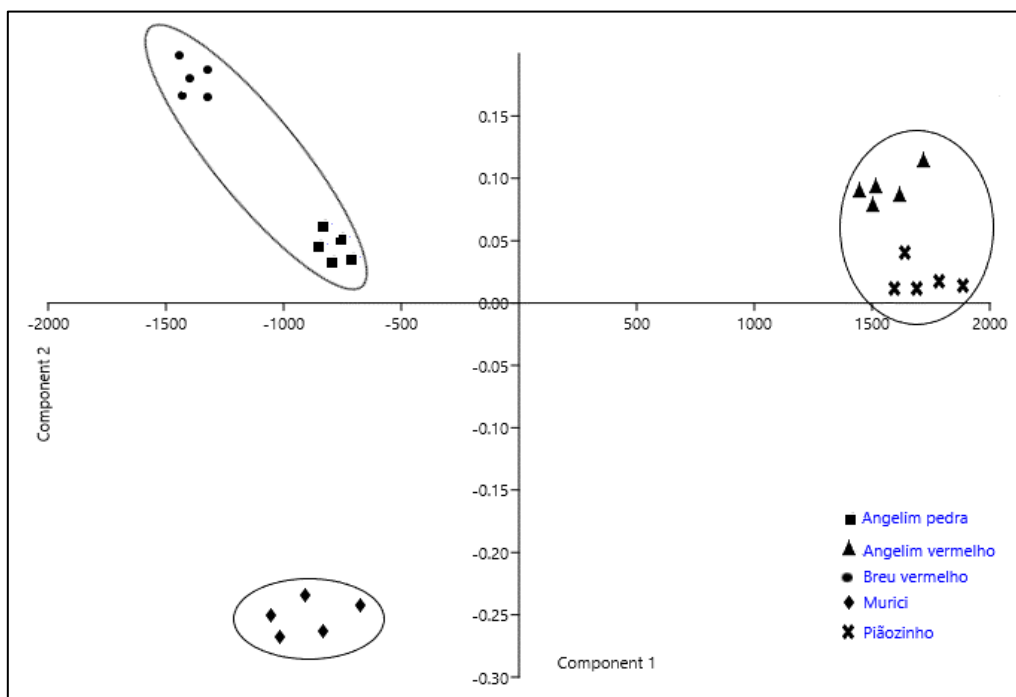 0.15
0.10
0.05
0.00
-2000 -1500 -1000 -500 500 1000 1500 2000
Component 2
-0.05
-0.10
-0.15
-0.20
-0.25
-0.30
Angelim pedra
Angelim vermelho
Breu vermelho
Murici
Piãozinho
Component 1